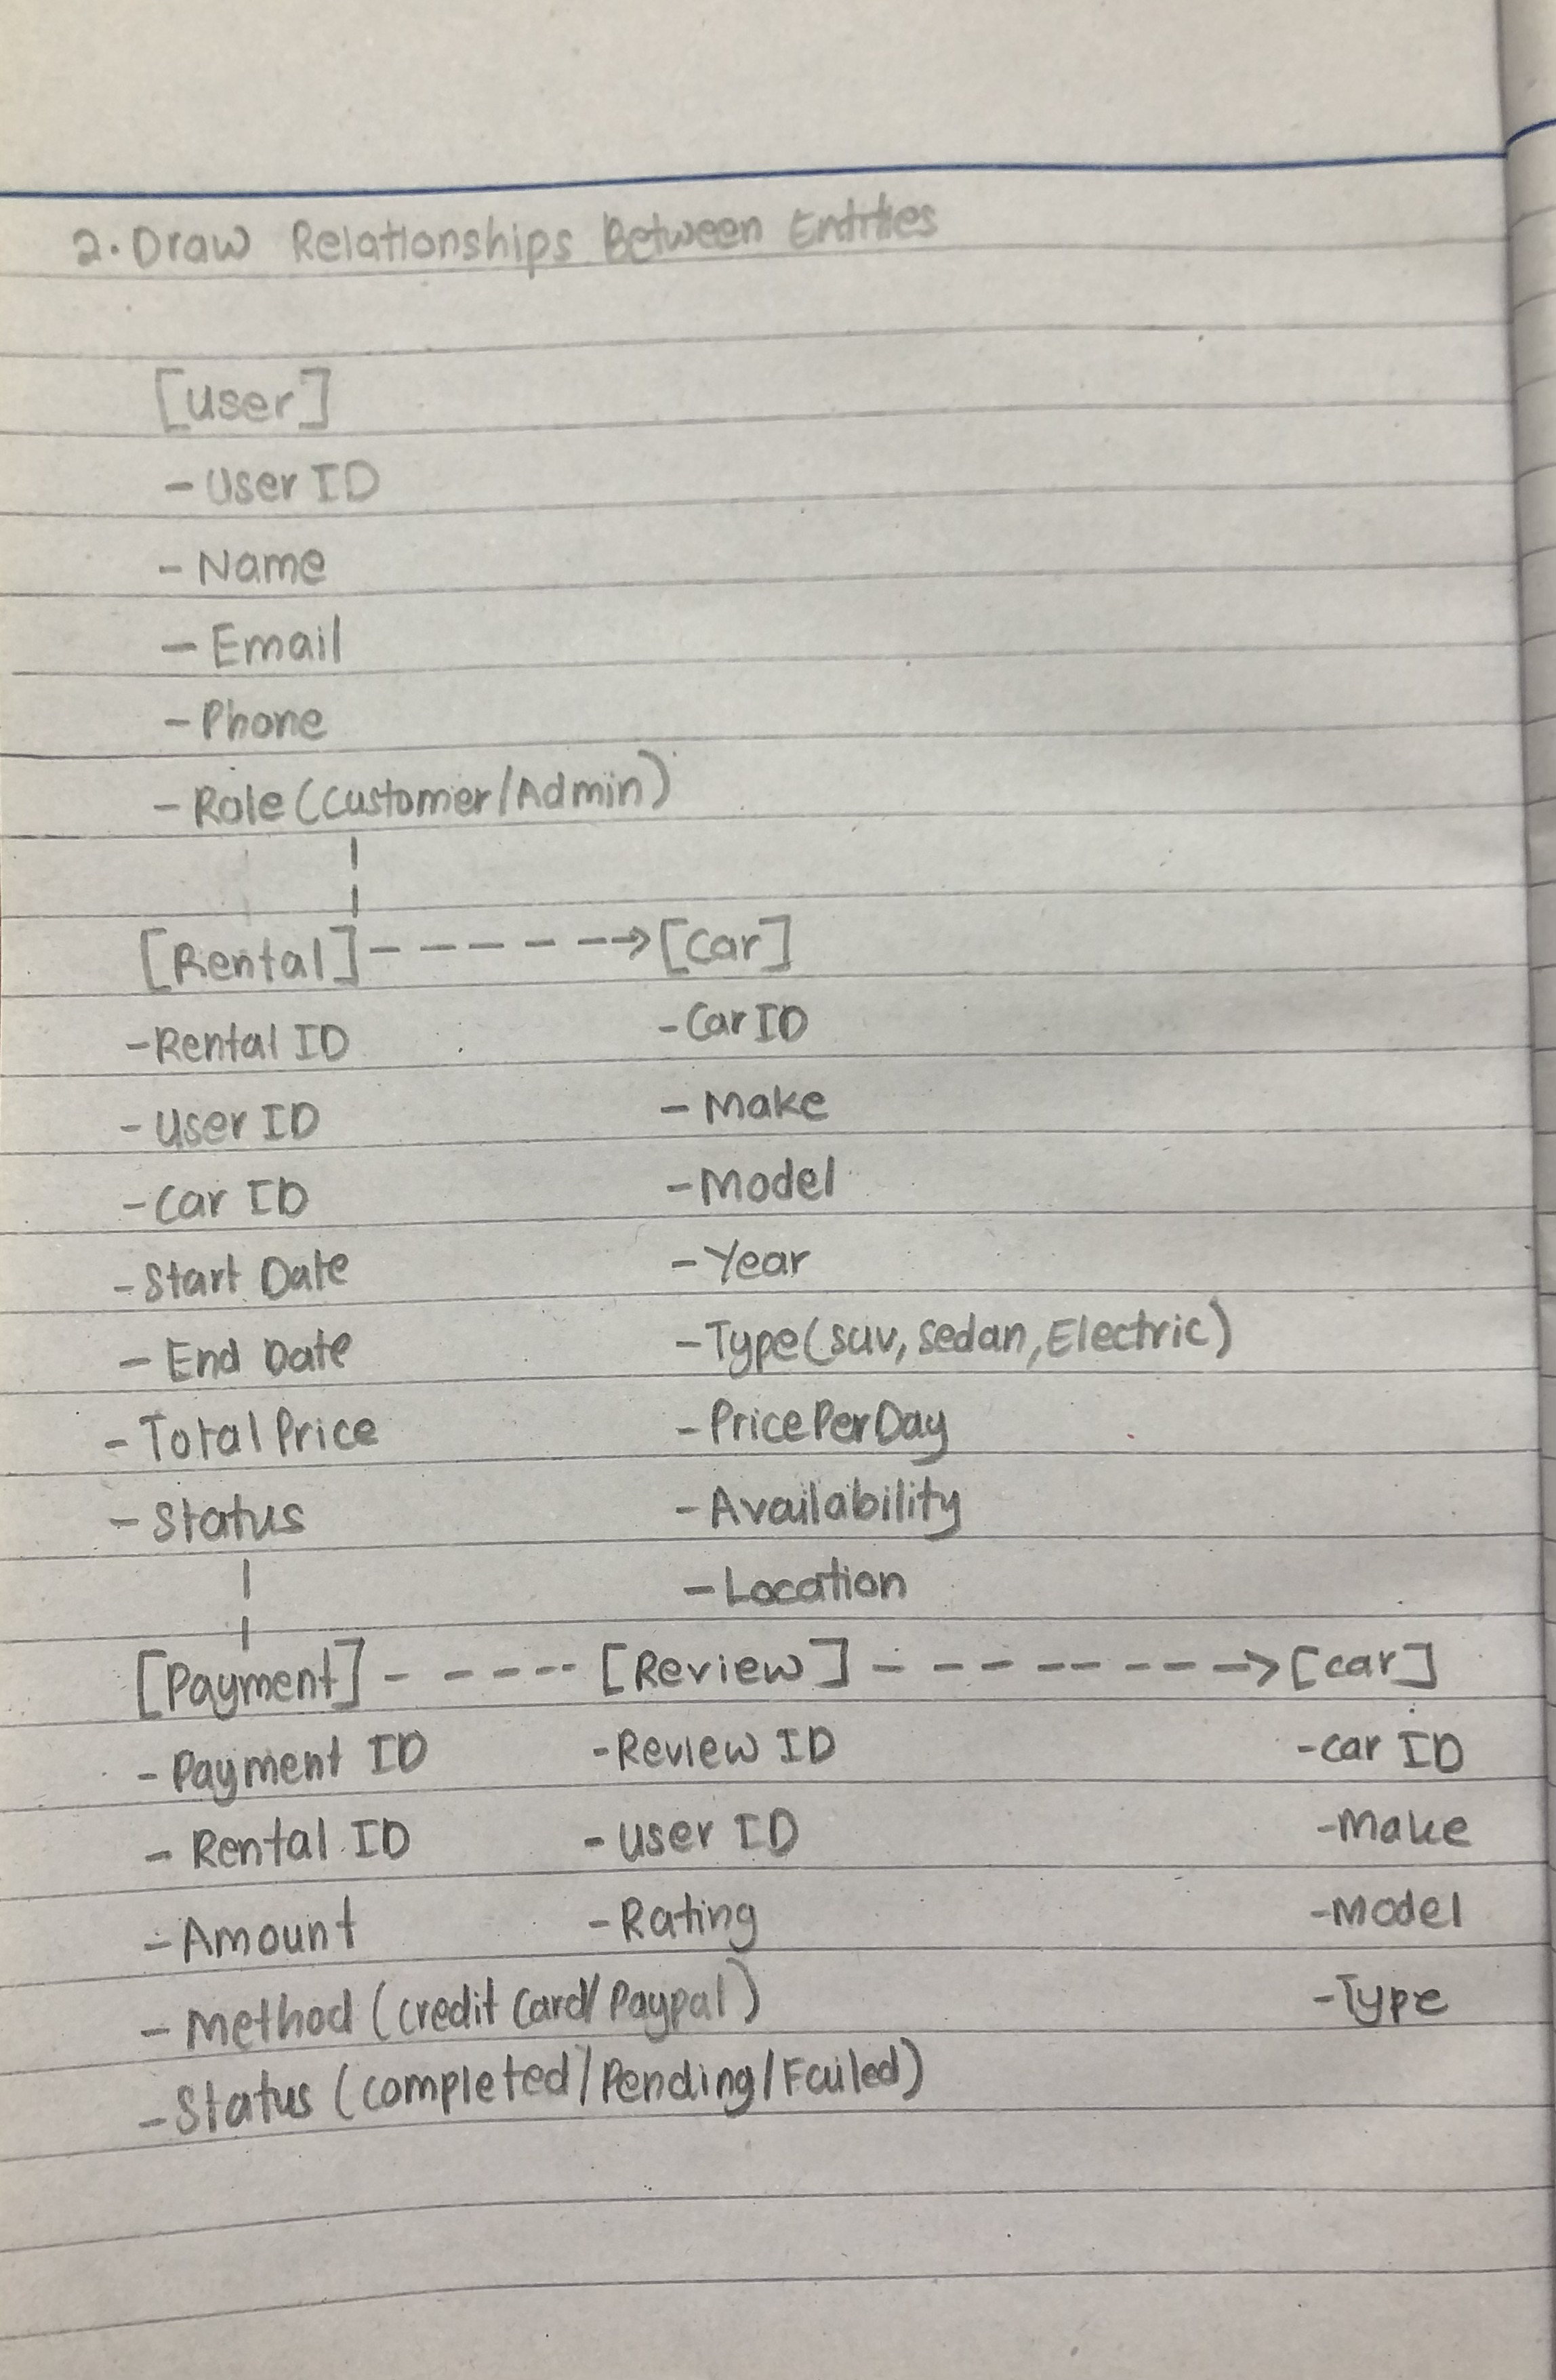 2. Draw Relationships Between Entities
[user]
- User ID
- Name
- Email
- Phone
- Role (customer/Admin)
[Rental] - - - - - -> [Car]
- Rental ID - Car ID
- User ID - Make
- Car ID - Model
- Start Date - Year
- End Date - Type (suv, sedan, Electric)
- Total Price - Price Per Day
- Status - Availability
- Location
[Payment] - - - - - [Review] - - - - - - - -> [car]
- Payment ID - Review ID - car ID
- Rental ID - user ID - Make
- Amount - Rating - Model
- Method (credit Card/Paypal) - Type
- Status (completed/Pending/Failed)